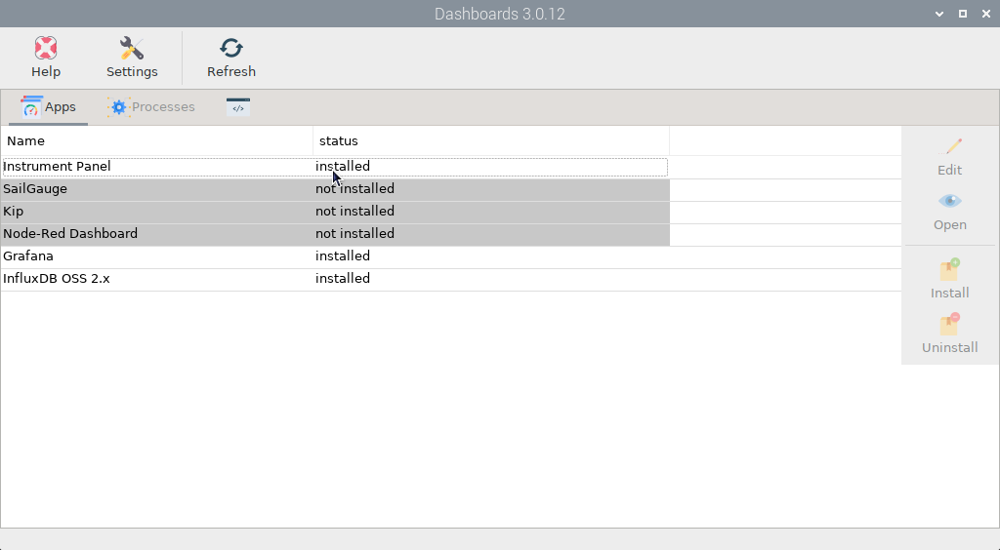 Dashboards 3.0.12
Help Settings Refresh
Apps Processes </>
Name status
Instrument Panel installed
SailGauge not installed
Kip not installed
Node-Red Dashboard not installed
Grafana installed
InfluxDB OSS 2.x installed
Edit
Open
Install
Uninstall